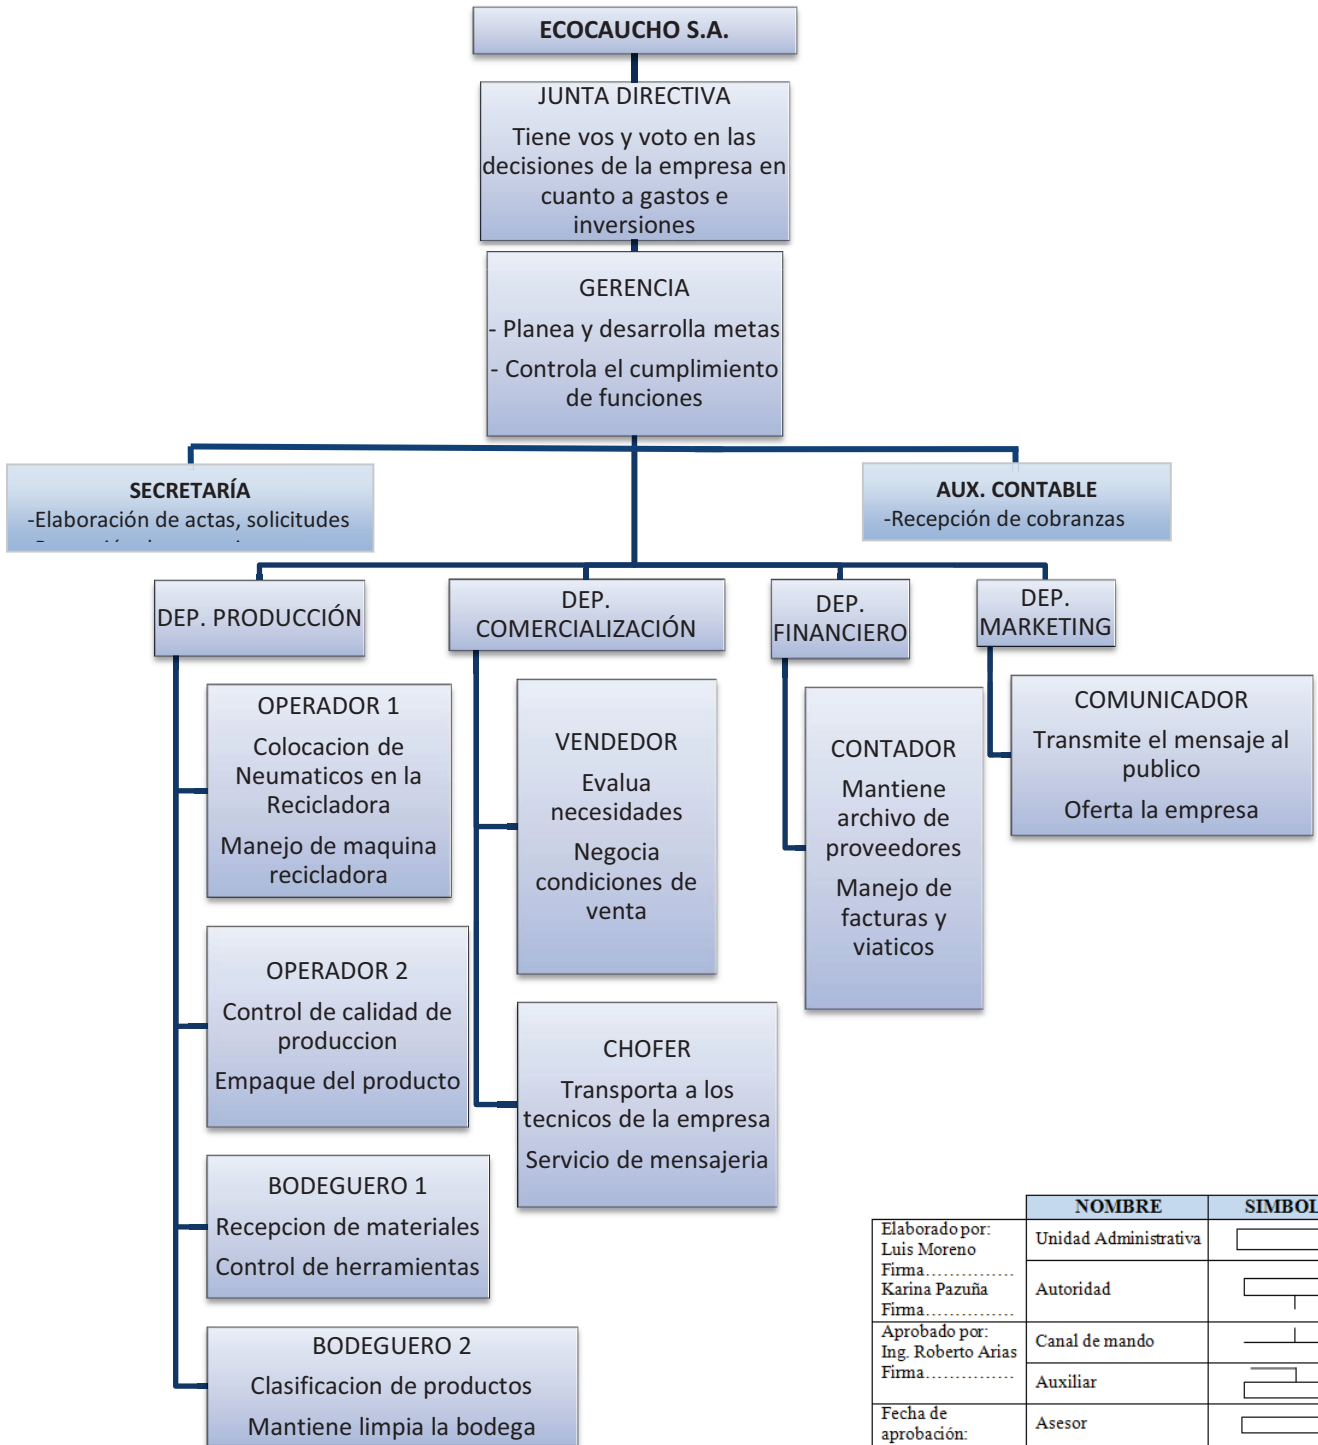 ECOCAUCHO S.A.
JUNTA DIRECTIVA
Tiene vos y voto en las
decisiones de la empresa en
cuanto a gastos e
inversiones
GERENCIA
- Planea y desarrolla metas
- Controla el cumplimiento
de funciones
SECRETARÍA
-Elaboración de actas, solicitudes
AUX. CONTABLE
-Recepción de cobranzas
DEP. PRODUCCIÓN
DEP.
COMERCIALIZACIÓN
DEP.
FINANCIERO
DEP.
MARKETING
OPERADOR 1
Colocacion de
Neumaticos en la
Recicladora
Manejo de maquina
recicladora
OPERADOR 2
Control de calidad de
produccion
Empaque del producto
BODEGUERO 1
Recepcion de materiales
Control de herramientas
BODEGUERO 2
Clasificacion de productos
Mantiene limpia la bodega
VENDEDOR
Evalua
necesidades
Negocia
condiciones de
venta
CHOFER
Transporta a los
tecnicos de la empresa
Servicio de mensajeria
CONTADOR
Mantiene
archivo de
proveedores
Manejo de
facturas y
viaticos
COMUNICADOR
Transmite el mensaje al
publico
Oferta la empresa
NOMBRE
SIMBOL
Elaborado por:
Luis Moreno
Firma……………
Karina Pazuña
Firma……………
Unidad Administrativa
Autoridad
Aprobado por:
Ing. Roberto Arias
Firma……………
Canal de mando
Auxiliar
Fecha de
aprobación:
Asesor